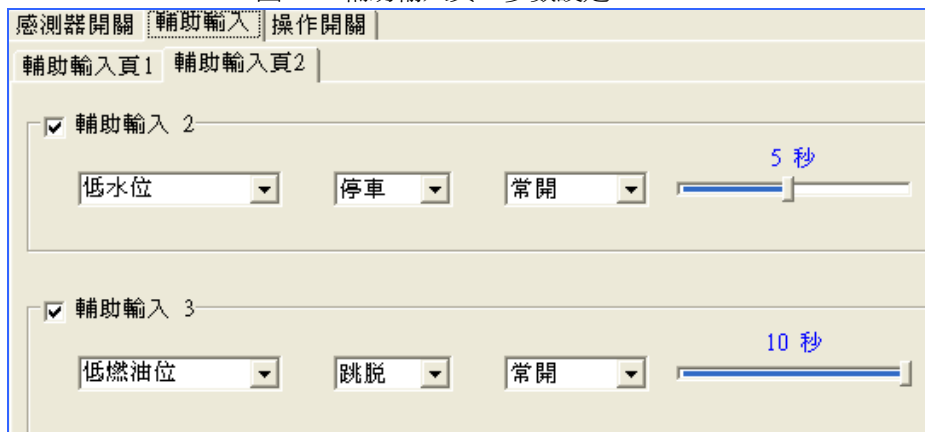 感測器開關 輔助輸入 操作開關
輔助輸入頁1 輔助輸入頁2
輔助輸入 2
5 秒
低水位 停車 常開
輔助輸入 3
10 秒
低燃油位 跳脫 常開